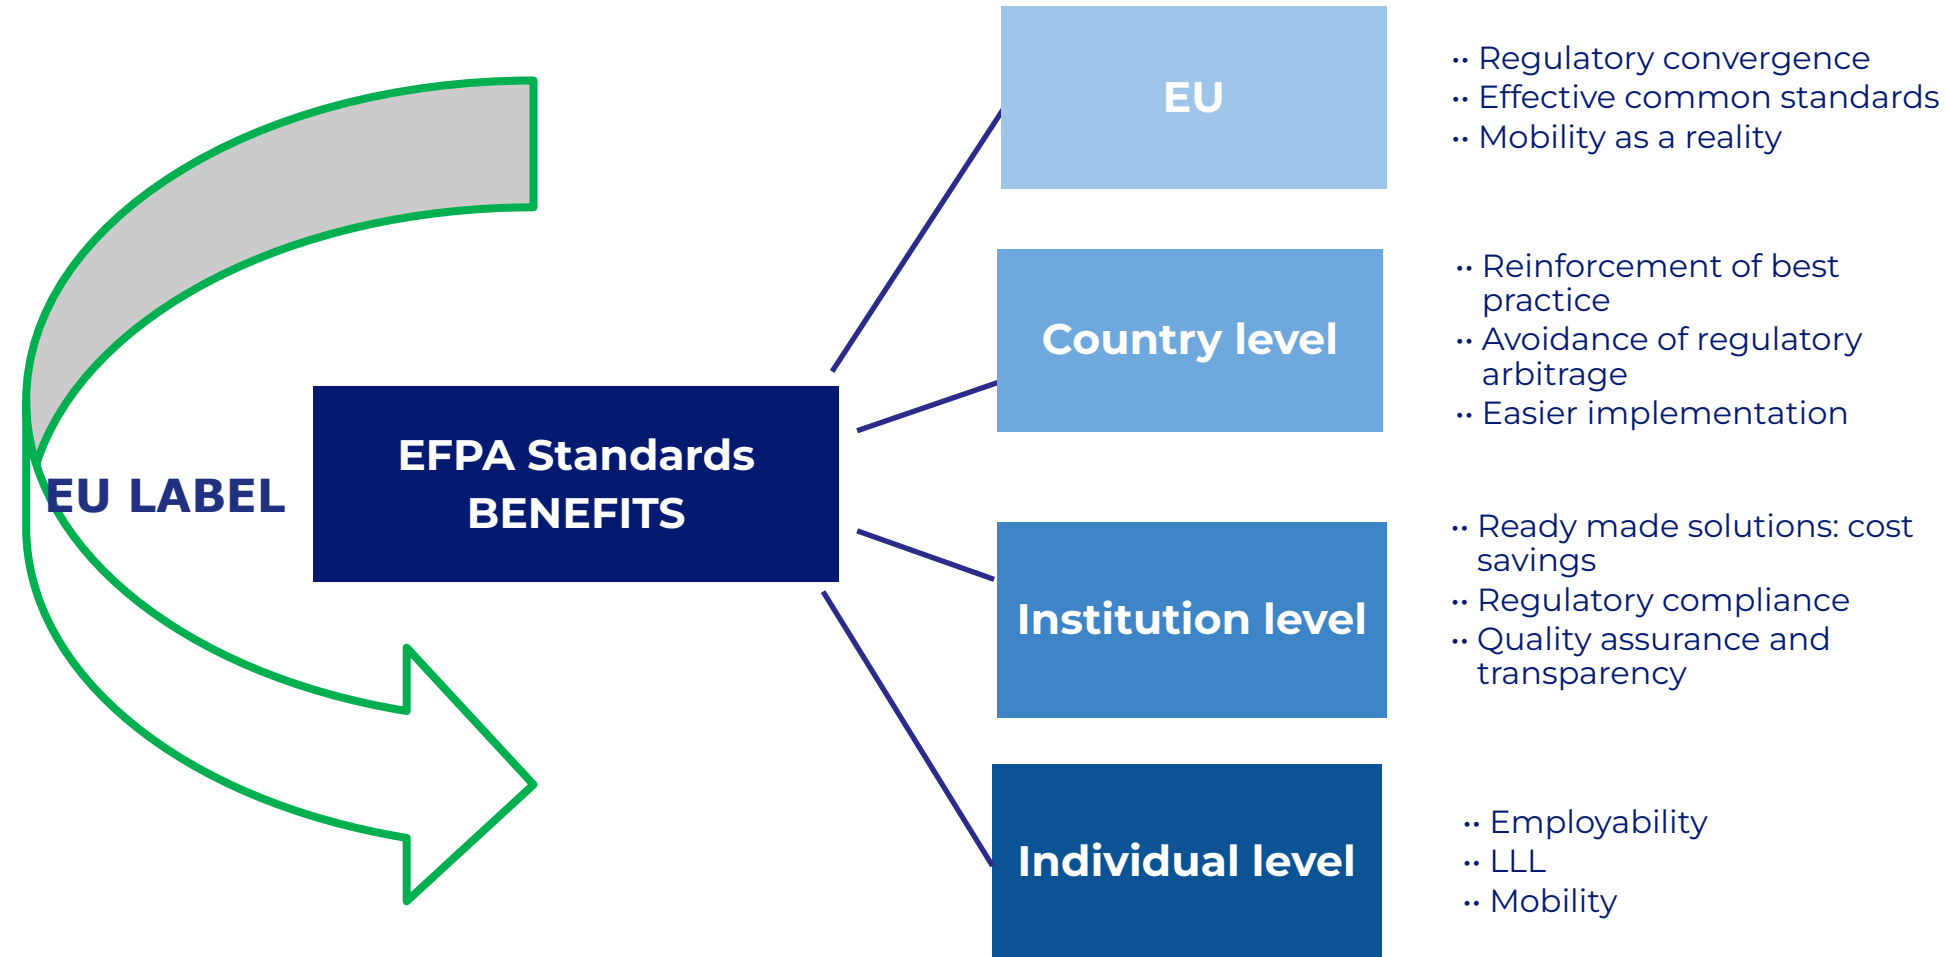 EU LABEL
EFPA Standards
BENEFITS
EU
•• Regulatory convergence
•• Effective common standards
•• Mobility as a reality
Country level
•• Reinforcement of best
practice
•• Avoidance of regulatory
arbitrage
•• Easier implementation
Institution level
•• Ready made solutions: cost
savings
•• Regulatory compliance
•• Quality assurance and
transparency
Individual level
•• Employability
•• LLL
•• Mobility